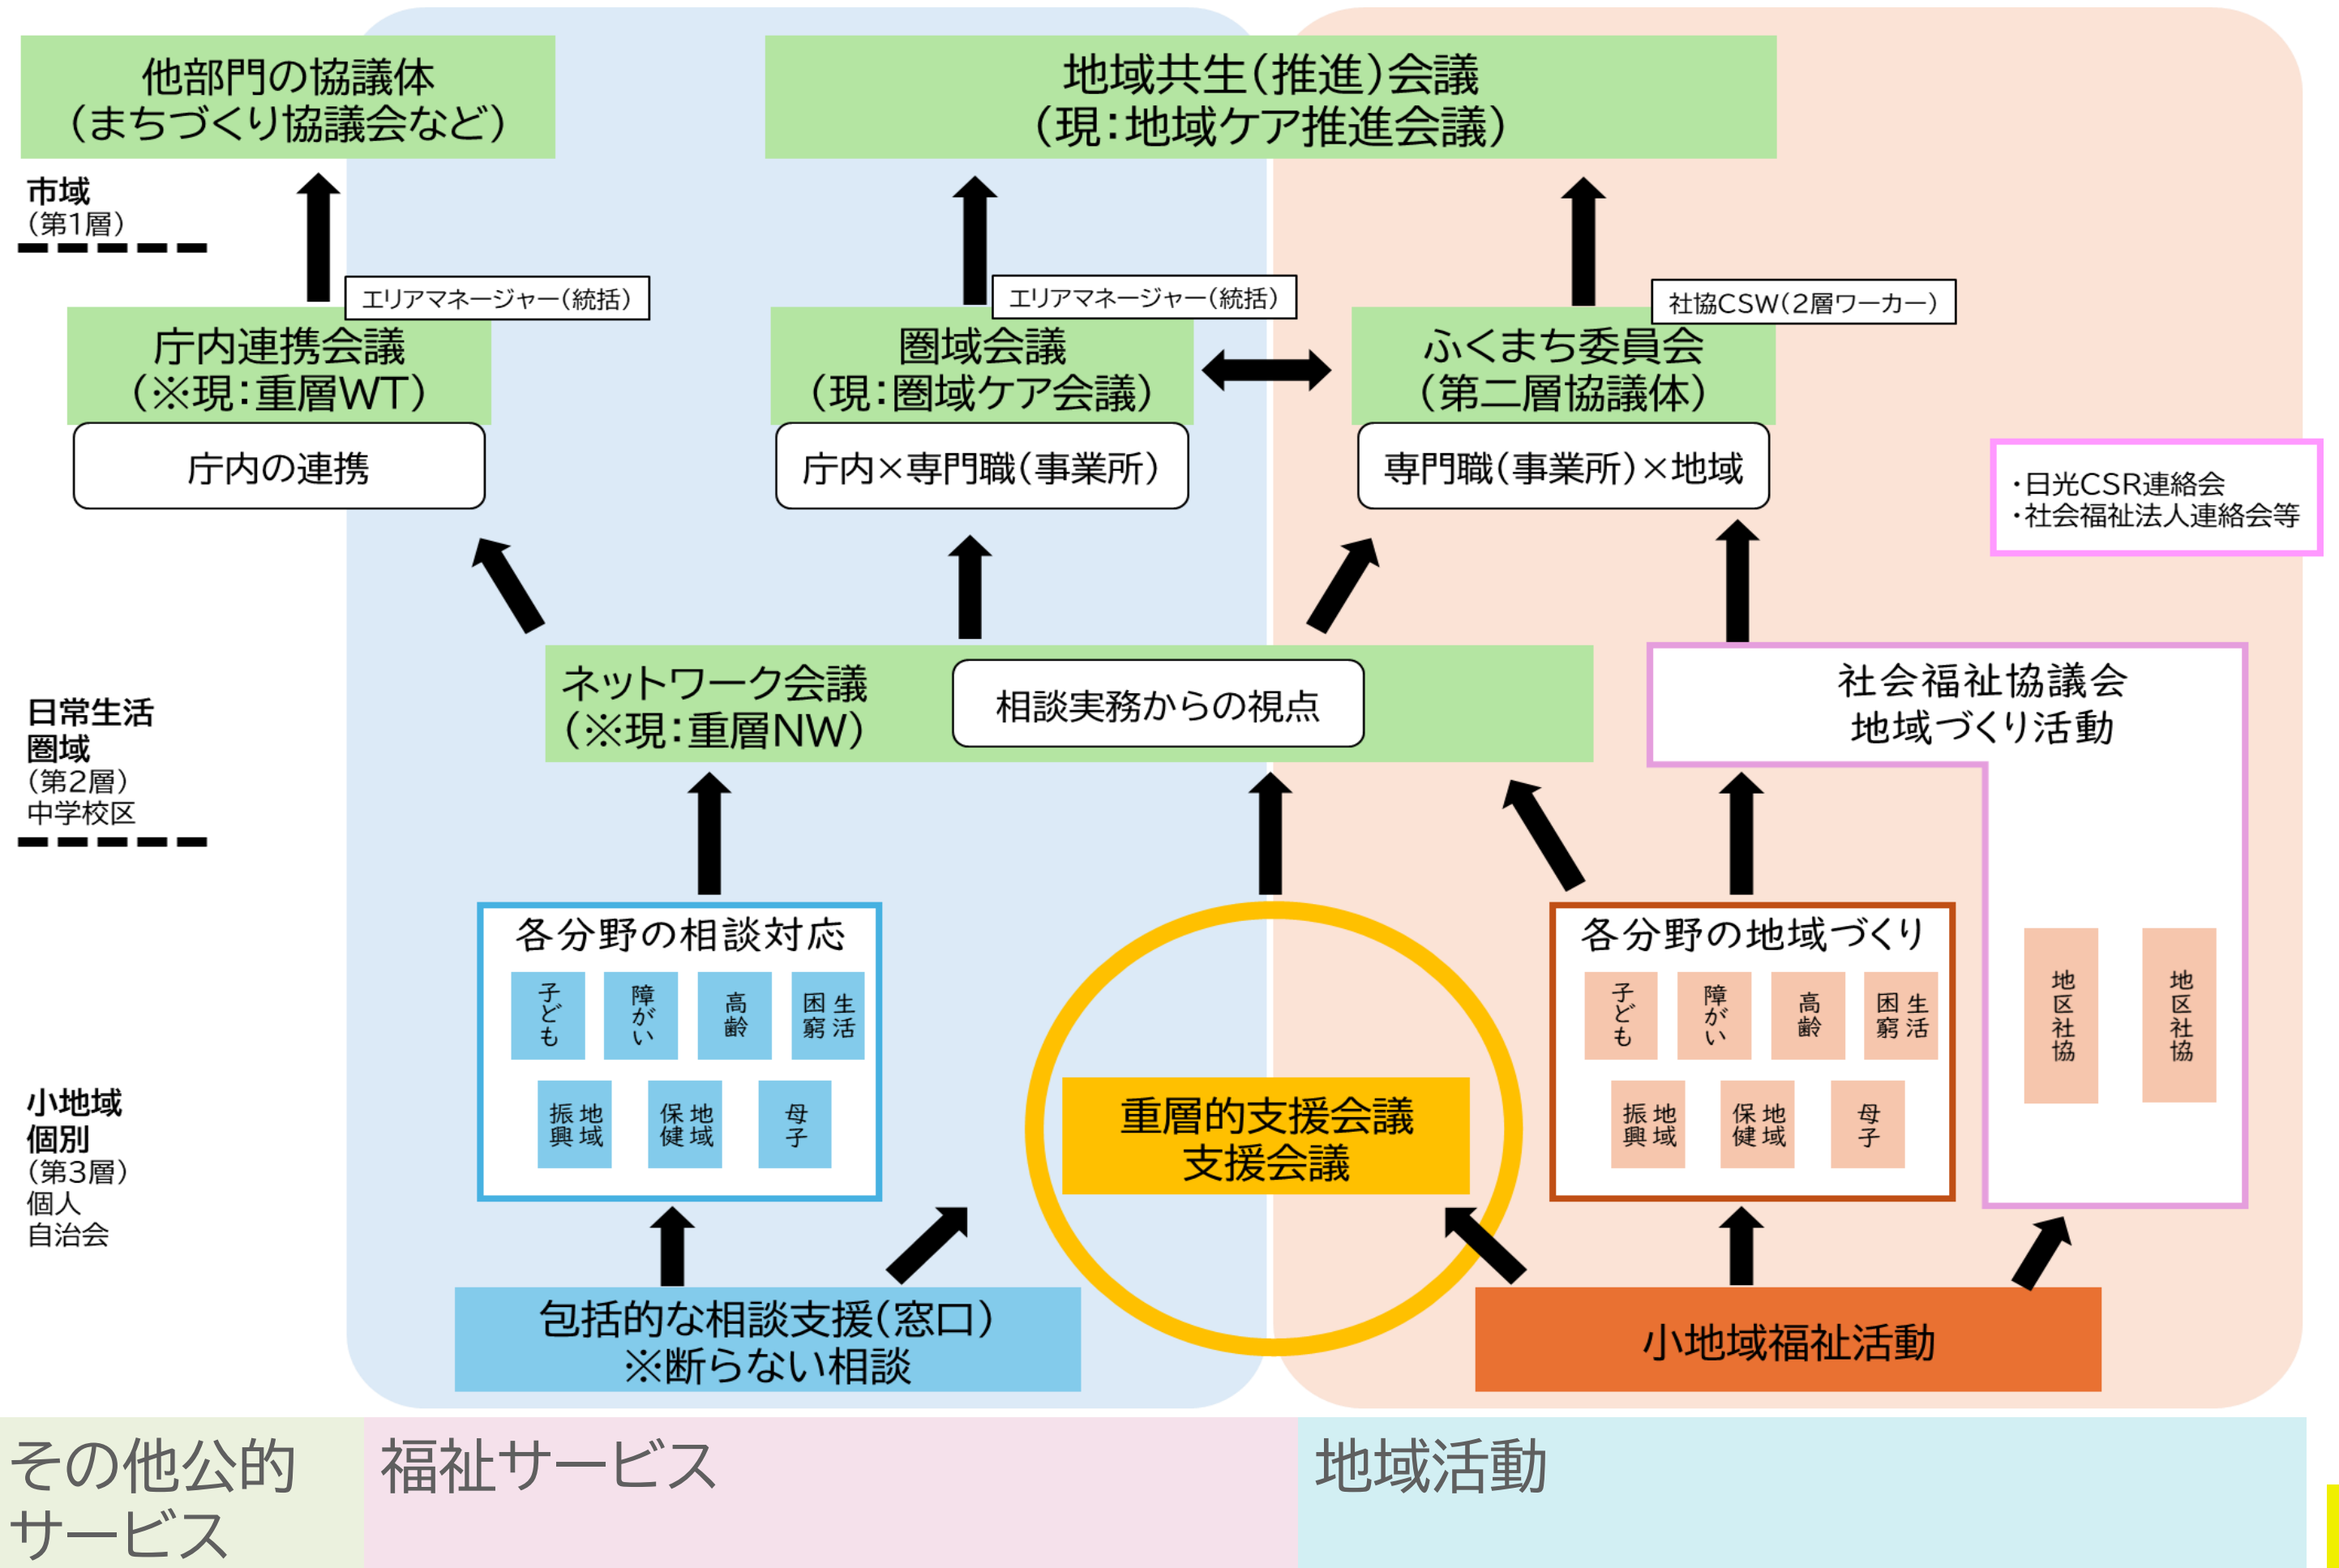 他部門の協議体
（まちづくり協議会など）
地域共生（推進）会議
（現：地域ケア推進会議）
市域
（第1層）
エリアマネージャー（統括）
エリアマネージャー（統括）
社協CSW（2層ワーカー）
庁内連携会議
（※現：重層WT）
庁内の連携
圏域会議
（現：圏域ケア会議）
庁内×専門職（事業所）
ふくまち委員会
（第二層協議体）
専門職（事業所）×地域
・日光CSR連絡会
・社会福祉法人連絡会等
日常生活
圏域
（第2層）
中学校区
ネットワーク会議
（※現：重層NW）
相談実務からの視点
社会福祉協議会
地域づくり活動
小地域
個別
（第3層）
個人
自治会
各分野の相談対応
子ども
障がい
高齢
生活
困窮
地域
振興
地域
保健
母子
重層的支援会議
支援会議
各分野の地域づくり
子ども
障がい
高齢
生活
困窮
地域
振興
地域
保健
母子
地区社協
地区社協
包括的な相談支援（窓口）
※断らない相談
小地域福祉活動
その他公的
サービス
福祉サービス
地域活動